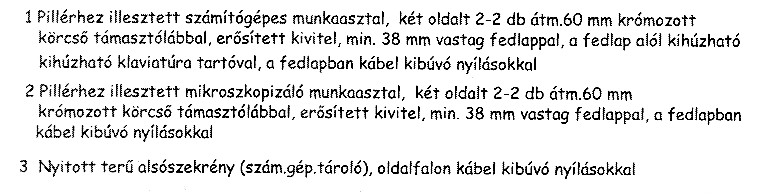 1 Pillérhez illesztett számítógépes munkaasztal, két oldalt 2-2 db átm.60 mm krómozott
körcső támasztólábbal, erősített kivitel, min. 38 mm vastag fedlappal, a fedlap alól kihúzható
kihúzható klaviatúra tartóval, a fedlapban kábel kibúvó nyílásokkal
2 Pillérhez illesztett mikroszkopizáló munkaasztal, két oldalt 2-2 db átm.60 mm
krómozott körcső támasztólábbal, erősített kivitel, min. 38 mm vastag fedlappal, a fedlapban
kábel kibúvó nyílásokkal
3 Nyitott terű alsószekrény (szám.gép.tároló), oldalfalon kábel kibúvó nyílásokkal